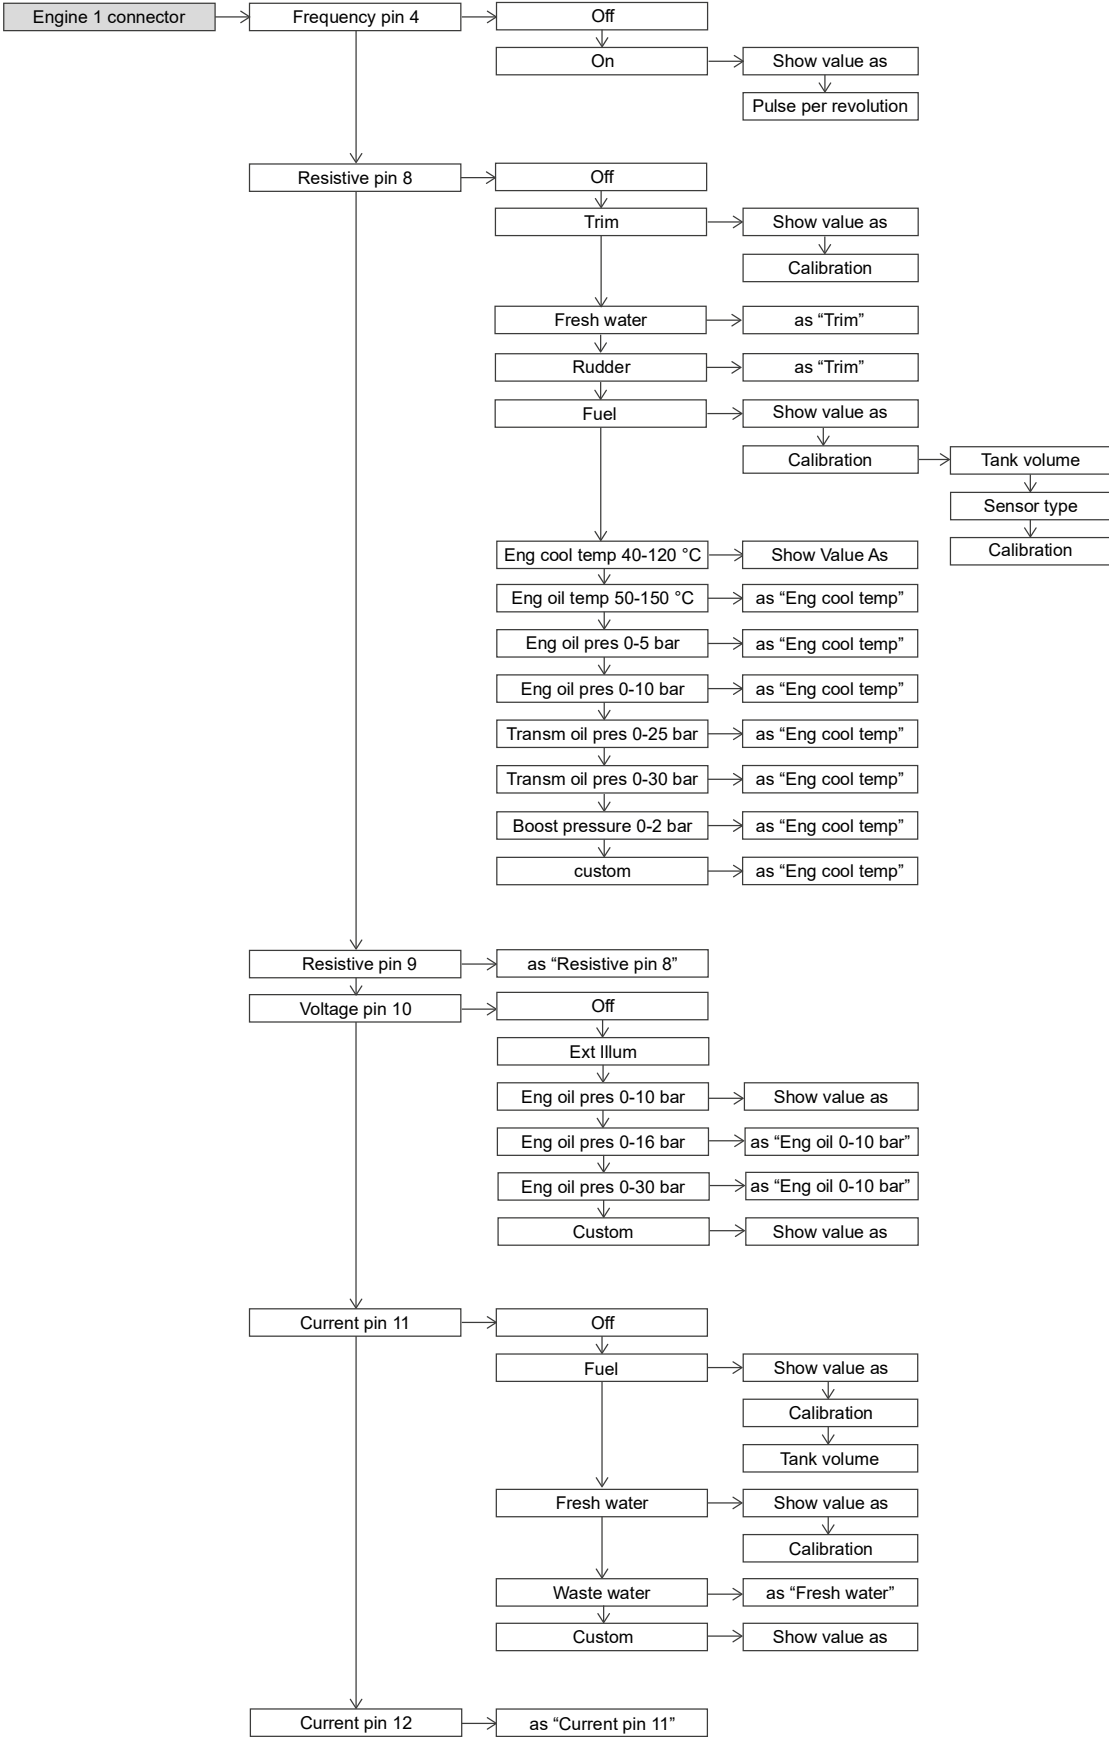 Engine 1 connector
Frequency pin 4
Off
On
Show value as
Pulse per revolution
Resistive pin 8
Off
Trim
Show value as
Calibration
Fresh water
as “Trim”
Rudder
as “Trim”
Fuel
Show value as
Calibration
Tank volume
Sensor type
Calibration
Eng cool temp 40-120 °C
Show Value As
Eng oil temp 50-150 °C
as “Eng cool temp”
Eng oil pres 0-5 bar
as “Eng cool temp”
Eng oil pres 0-10 bar
as “Eng cool temp”
Transm oil pres 0-25 bar
as “Eng cool temp”
Transm oil pres 0-30 bar
as “Eng cool temp”
Boost pressure 0-2 bar
as “Eng cool temp”
custom
as “Eng cool temp”
Resistive pin 9
as “Resistive pin 8”
Voltage pin 10
Off
Ext Illum
Eng oil pres 0-10 bar
Show value as
Eng oil pres 0-16 bar
as “Eng oil 0-10 bar”
Eng oil pres 0-30 bar
as “Eng oil 0-10 bar”
Custom
Show value as
Current pin 11
Off
Fuel
Show value as
Calibration
Tank volume
Fresh water
Show value as
Calibration
Waste water
as “Fresh water”
Custom
Show value as
Current pin 12
as “Current pin 11”